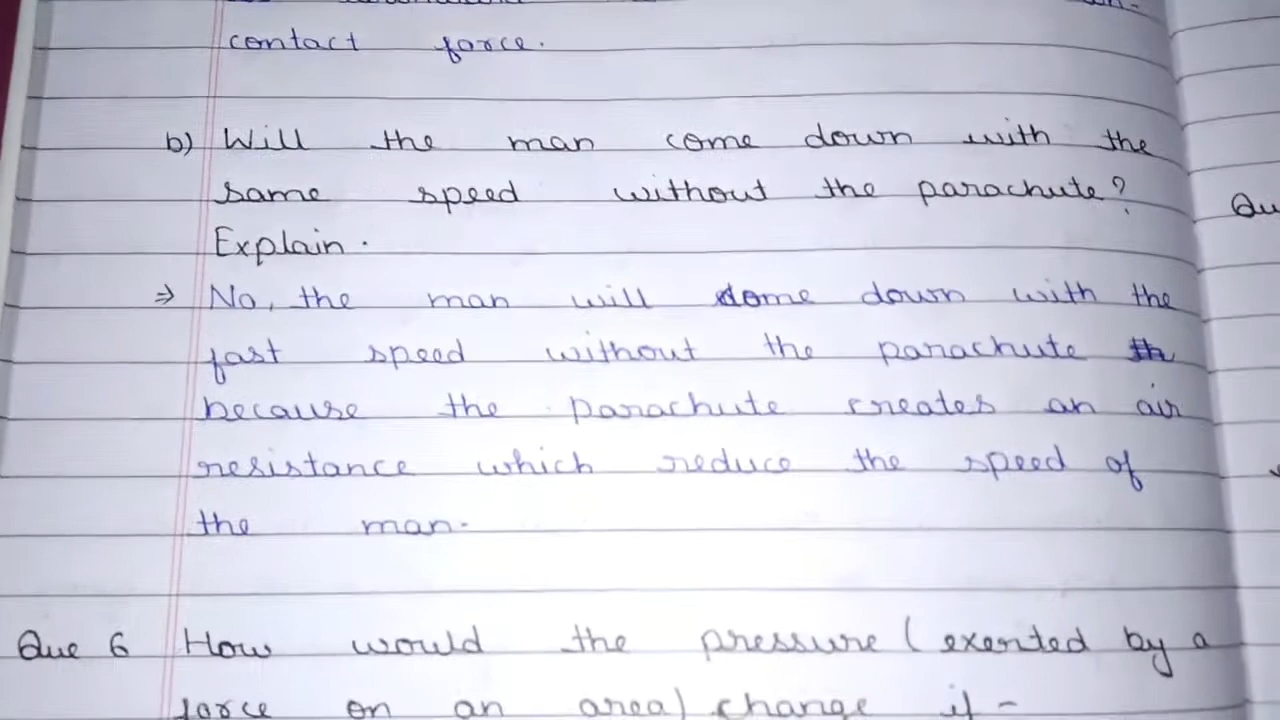 contact force.
b) Will the man come down with the
same speed without the parachute?
Explain.
⇒ No, the man will come down with the
fast speed without the parachute
because the parachute creates an air
resistance which reduce the speed of
the man.
Que 6 How would the pressure (exerted by a
force on an area) change if -
Qu